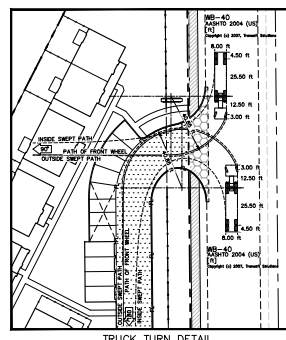 WB-40
AASHTO 2004 (US)
[ft]
Copyright (c) 2007, Transoft Solutions
8.00 ft
4.50 ft
25.50 ft
12.50 ft
3.00 ft
INSIDE SWEPT PATH
PATH OF FRONT WHEEL
OUTSIDE SWEPT PATH
90°
3.00 ft
12.50 ft
25.50 ft
4.50 ft
8.00 ft
WB-40
AASHTO 2004 (US)
[ft]
Copyright (c) 2007, Transoft Solutions
OUTSIDE SWEPT PATH
PATH OF FRONT WHEEL
INSIDE SWEPT PATH
TRUCK TURN DETAIL